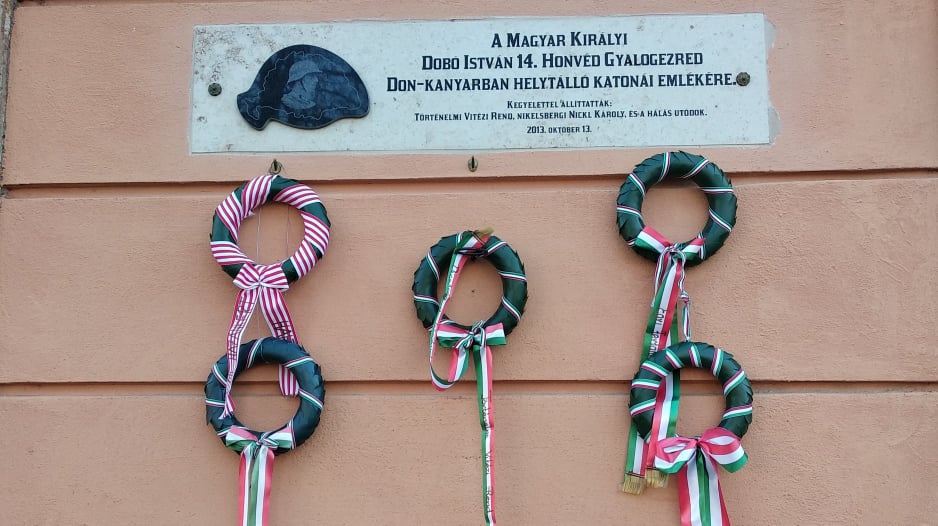 A Magyar Királyi
Dobó István 14. Honvéd Gyalogezred
Don-kanyarban helytálló katonái emlékére.
Kegyelettel állíttatták:
Történelmi Vitézi Rend, nikelsbergi Nickl Károly, és a hálás utódok.
2013. október 13.